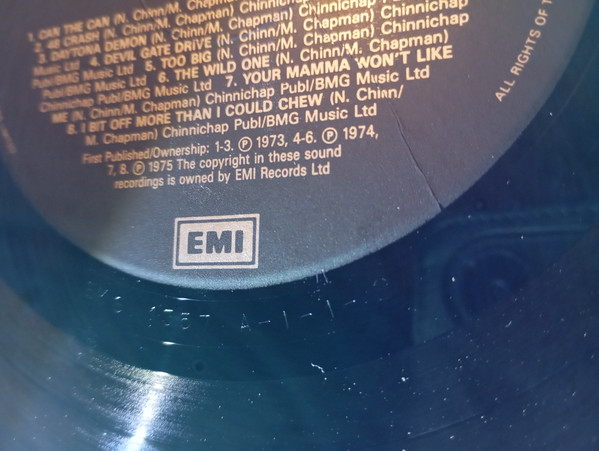 1. CAN THE CAN (N. Chinn/M. Chapman) Chinnichap
2. 48 CRASH (N. Chinn/M. Chapman) Chinnichap
3. DAYTONA DEMON (N. Chinn/M. Chapman) Chinnichap
Music Ltd 4. DEVIL GATE DRIVE (N. Chinn/M. Chapman)
Publ/BMG Music Ltd 5. TOO BIG (N. Chinn/M. Chapman) Chinnichap
Publ/BMG Music Ltd 6. THE WILD ONE (N. Chinn/M. Chapman)
Chinnichap Publ/BMG Music Ltd 7. YOUR MAMMA WON'T LIKE
ME (N. Chinn/M. Chapman) Chinnichap Publ/BMG Music Ltd
8. I BIT OFF MORE THAN I COULD CHEW (N. Chinn/
M. Chapman) Chinnichap Publ/BMG Music Ltd
First Published/Ownership: 1-3. Ⓟ 1973, 4-6. Ⓟ 1974,
7, 8. Ⓟ 1975 The copyright in these sound
recordings is owned by EMI Records Ltd
ALL RIGHTS OF T
EMI
A-1-1-